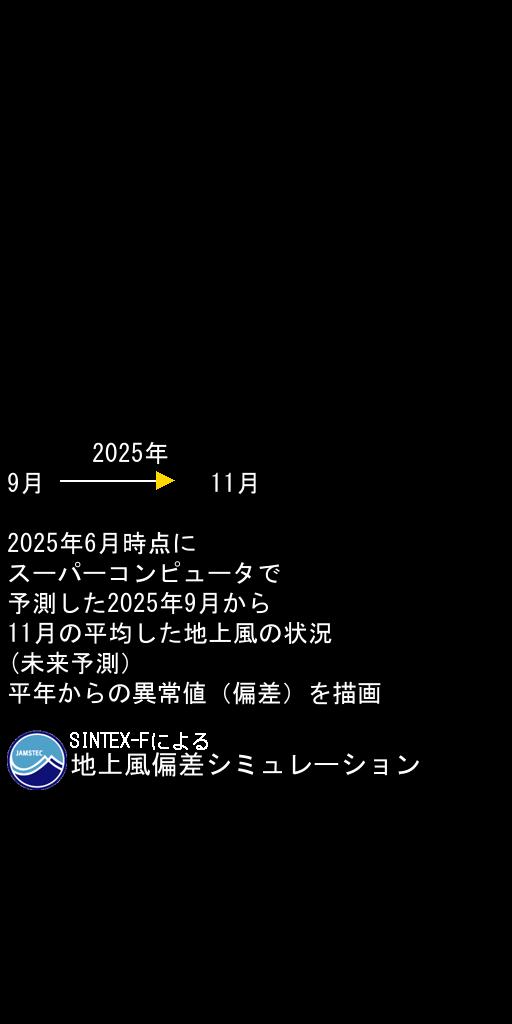 2025年
9月 11月
2025年6月時点に
スーパーコンピュータで
予測した2025年9月から
11月の平均した地上風の状況
(未来予測)
平年からの異常値（偏差）を描画
SINTEX-Fによる
JAMSTEC
地上風偏差シミュレーション